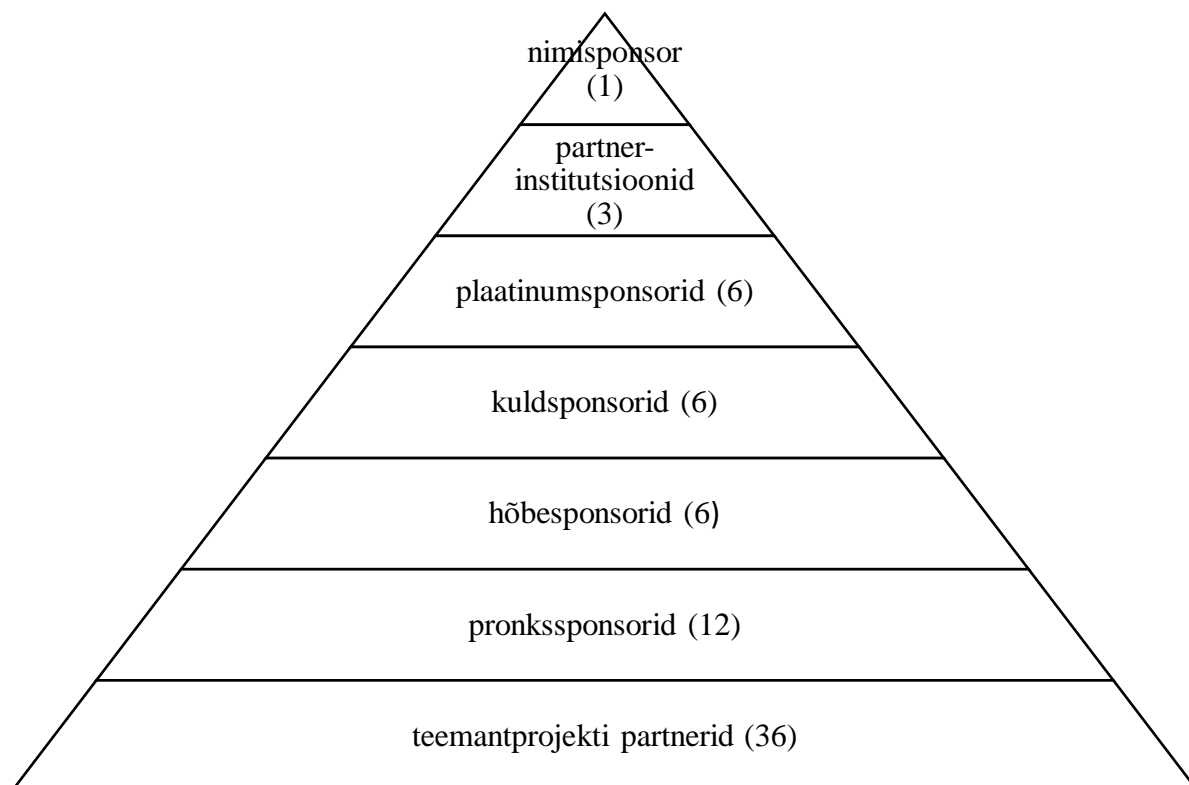 nimisponsor
(1)
partner-
institutsioonid
(3)
plaatinumsponsorid (6)
kuldsponsorid (6)
hõbesponsorid (6)
pronkssponsorid (12)
teemantprojekti partnerid (36)